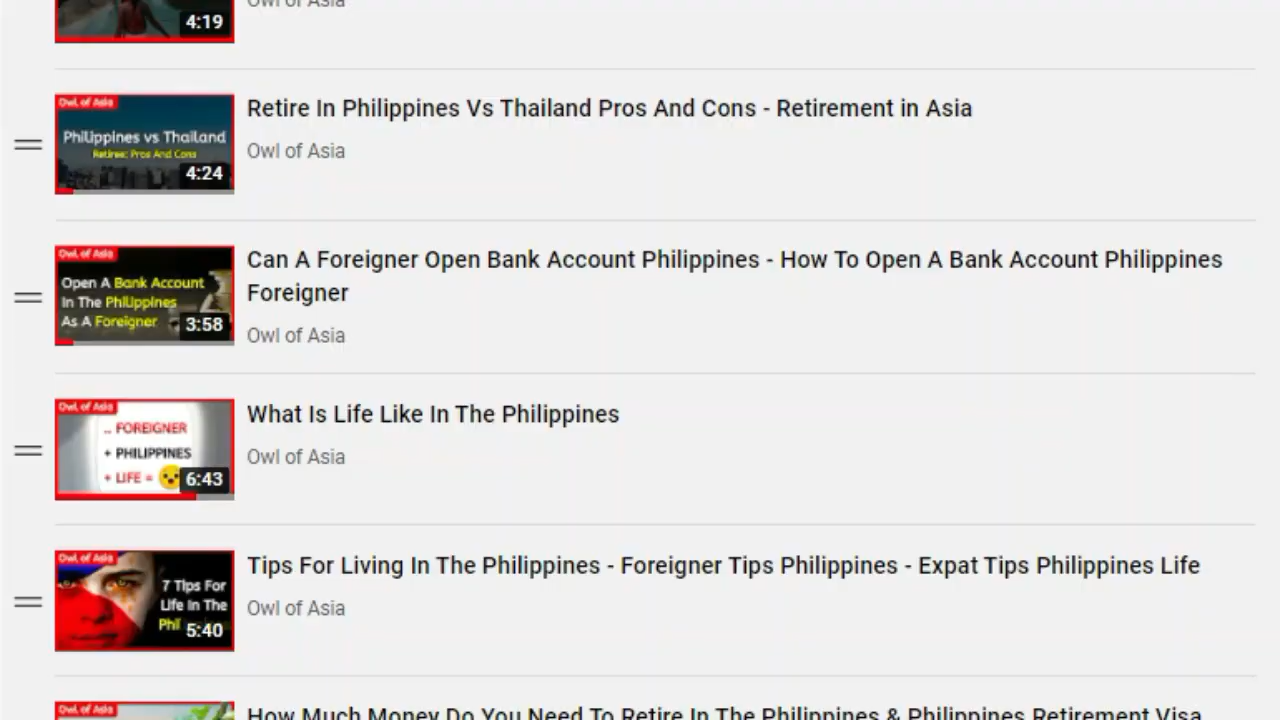 Owl of Asia
4:19
Owl of Asia
Philippines vs Thailand
Retiree: Pros And Cons
4:24
Retire In Philippines Vs Thailand Pros And Cons - Retirement in Asia
Owl of Asia
Owl of Asia
Open A Bank Account
In The Philippines
As A Foreigner
3:58
Can A Foreigner Open Bank Account Philippines - How To Open A Bank Account Philippines
Foreigner
Owl of Asia
Owl of Asia
.. FOREIGNER
+ PHILIPPINES
+ LIFE =
6:43
What Is Life Like In The Philippines
Owl of Asia
Owl of Asia
7 Tips For
Life In The
Phil
5:40
Tips For Living In The Philippines - Foreigner Tips Philippines - Expat Tips Philippines Life
Owl of Asia
Owl of Asia
How Much Money Do You Need To Retire In The Philippines & Philippines Retirement Visa